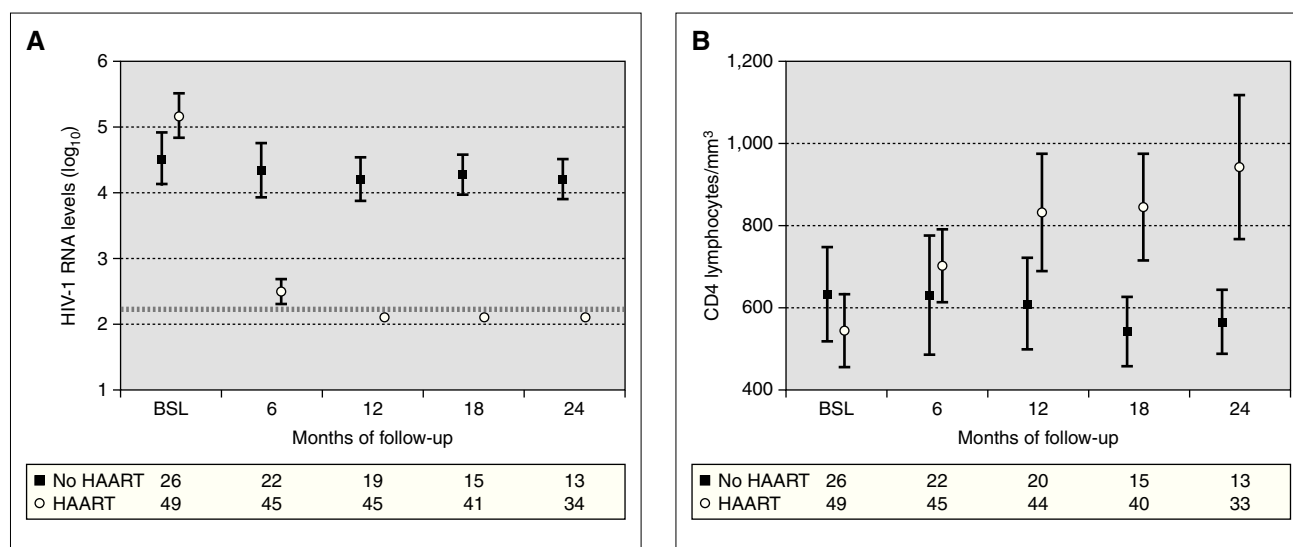 A
HIV-1 RNA levels (log10)
6
5
4
3
2
1
BSL 6 12 18 24
Months of follow-up
No HAART 26 22 19 15 13
HAART 49 45 45 41 34
B
CD4 lymphocytes/mm3
1,200
1,000
800
600
400
BSL 6 12 18 24
Months of follow-up
No HAART 26 22 20 15 13
HAART 49 45 44 40 33